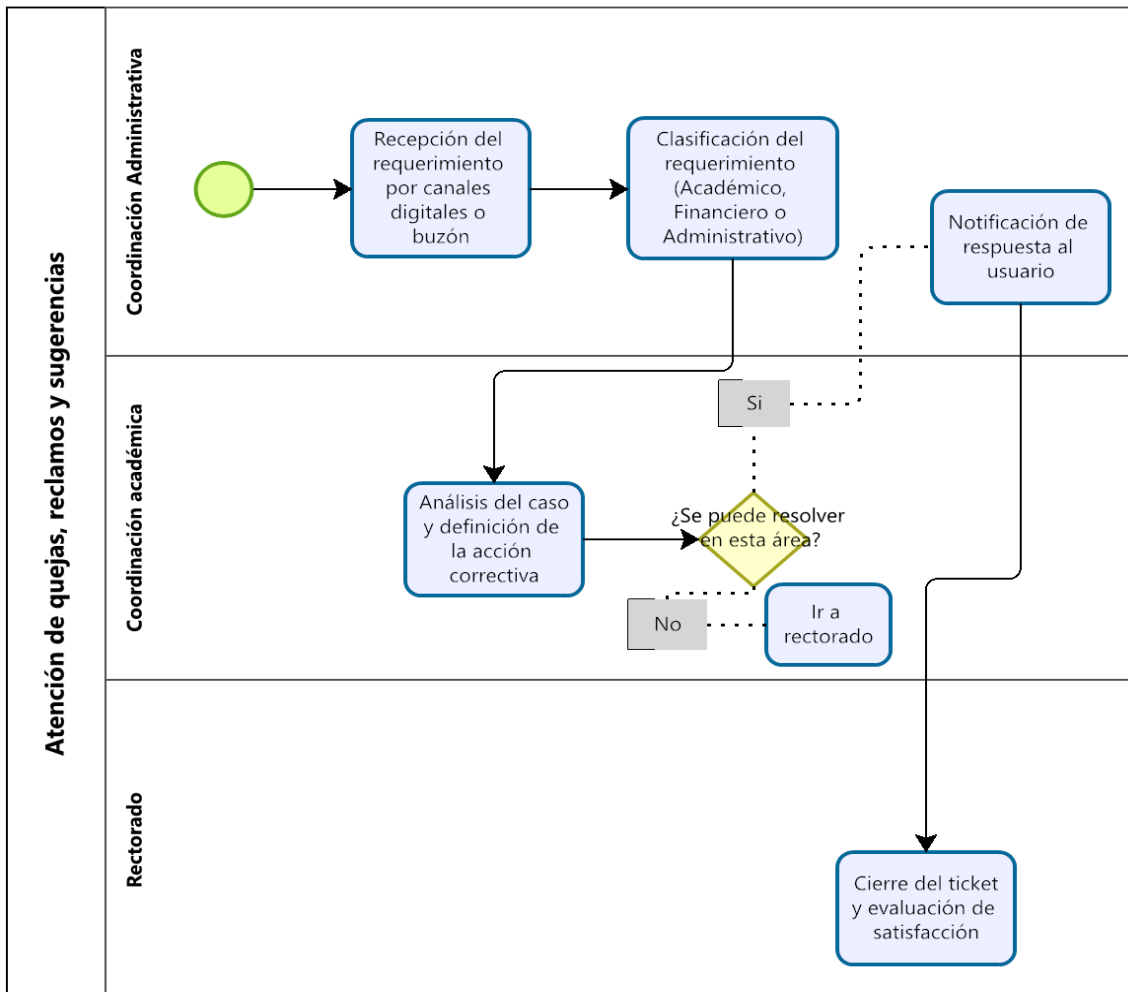 Atención de quejas, reclamos y sugerencias
Coordinación Administrativa
Recepción del
requerimiento
por canales
digitales o
buzón
Clasificación del
requerimiento
(Académico,
Financiero o
Administrativo)
Notificación de
respuesta al
usuario
Coordinación académica
Si
Análisis del caso
y definición de
la acción
correctiva
¿Se puede resolver
en esta área?
No
Ir a
rectorado
Rectorado
Cierre del ticket
y evaluación de
satisfacción